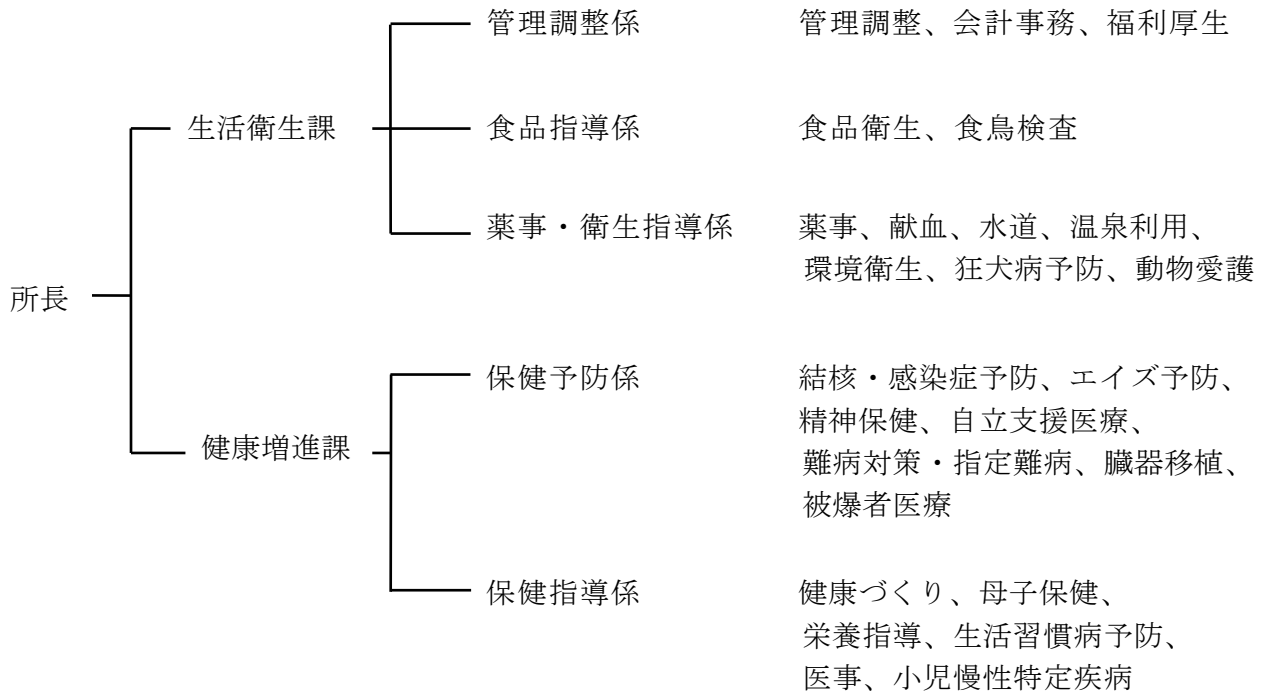 管理調整係 管理調整、会計事務、福利厚生
生活衛生課 食品指導係 食品衛生、食鳥検査
薬事・衛生指導係 薬事、献血、水道、温泉利用、
環境衛生、狂犬病予防、動物愛護
所長
保健予防係 結核・感染症予防、エイズ予防、
精神保健、自立支援医療、
健康増進課
難病対策・指定難病、臓器移植、
被爆者医療
保健指導係 健康づくり、母子保健、
栄養指導、生活習慣病予防、
医事、小児慢性特定疾病